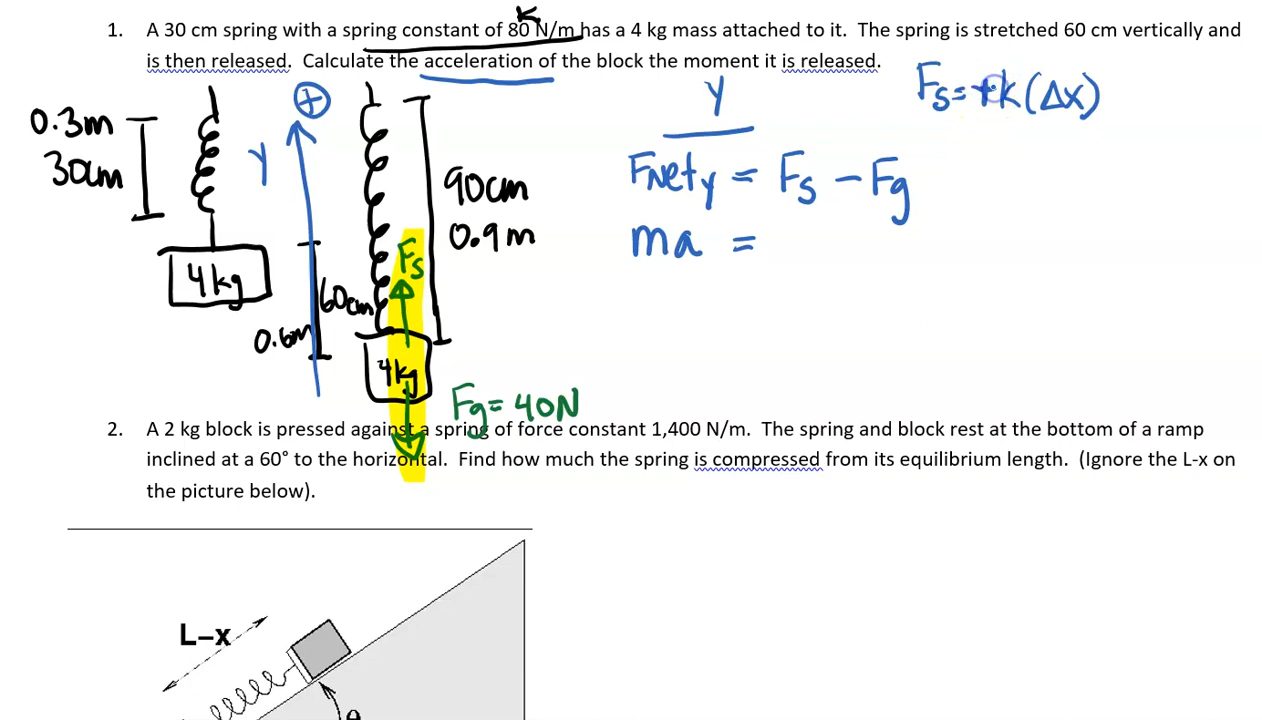 1. A 30 cm spring with a spring constant of 80 N/m has a 4 kg mass attached to it. The spring is stretched 60 cm vertically and
is then released. Calculate the acceleration of the block the moment it is released.
K
0.3m
30cm
4kg
Y
+
60cm
0.6m
90cm
0.9m
Fs
4kg
Fg = 40N
Y
FNety = Fs - Fg
ma =
Fs = +k(Δx)
2. A 2 kg block is pressed against a spring of force constant 1,400 N/m. The spring and block rest at the bottom of a ramp
inclined at a 60° to the horizontal. Find how much the spring is compressed from its equilibrium length. (Ignore the L-x on
the picture below).
L–x